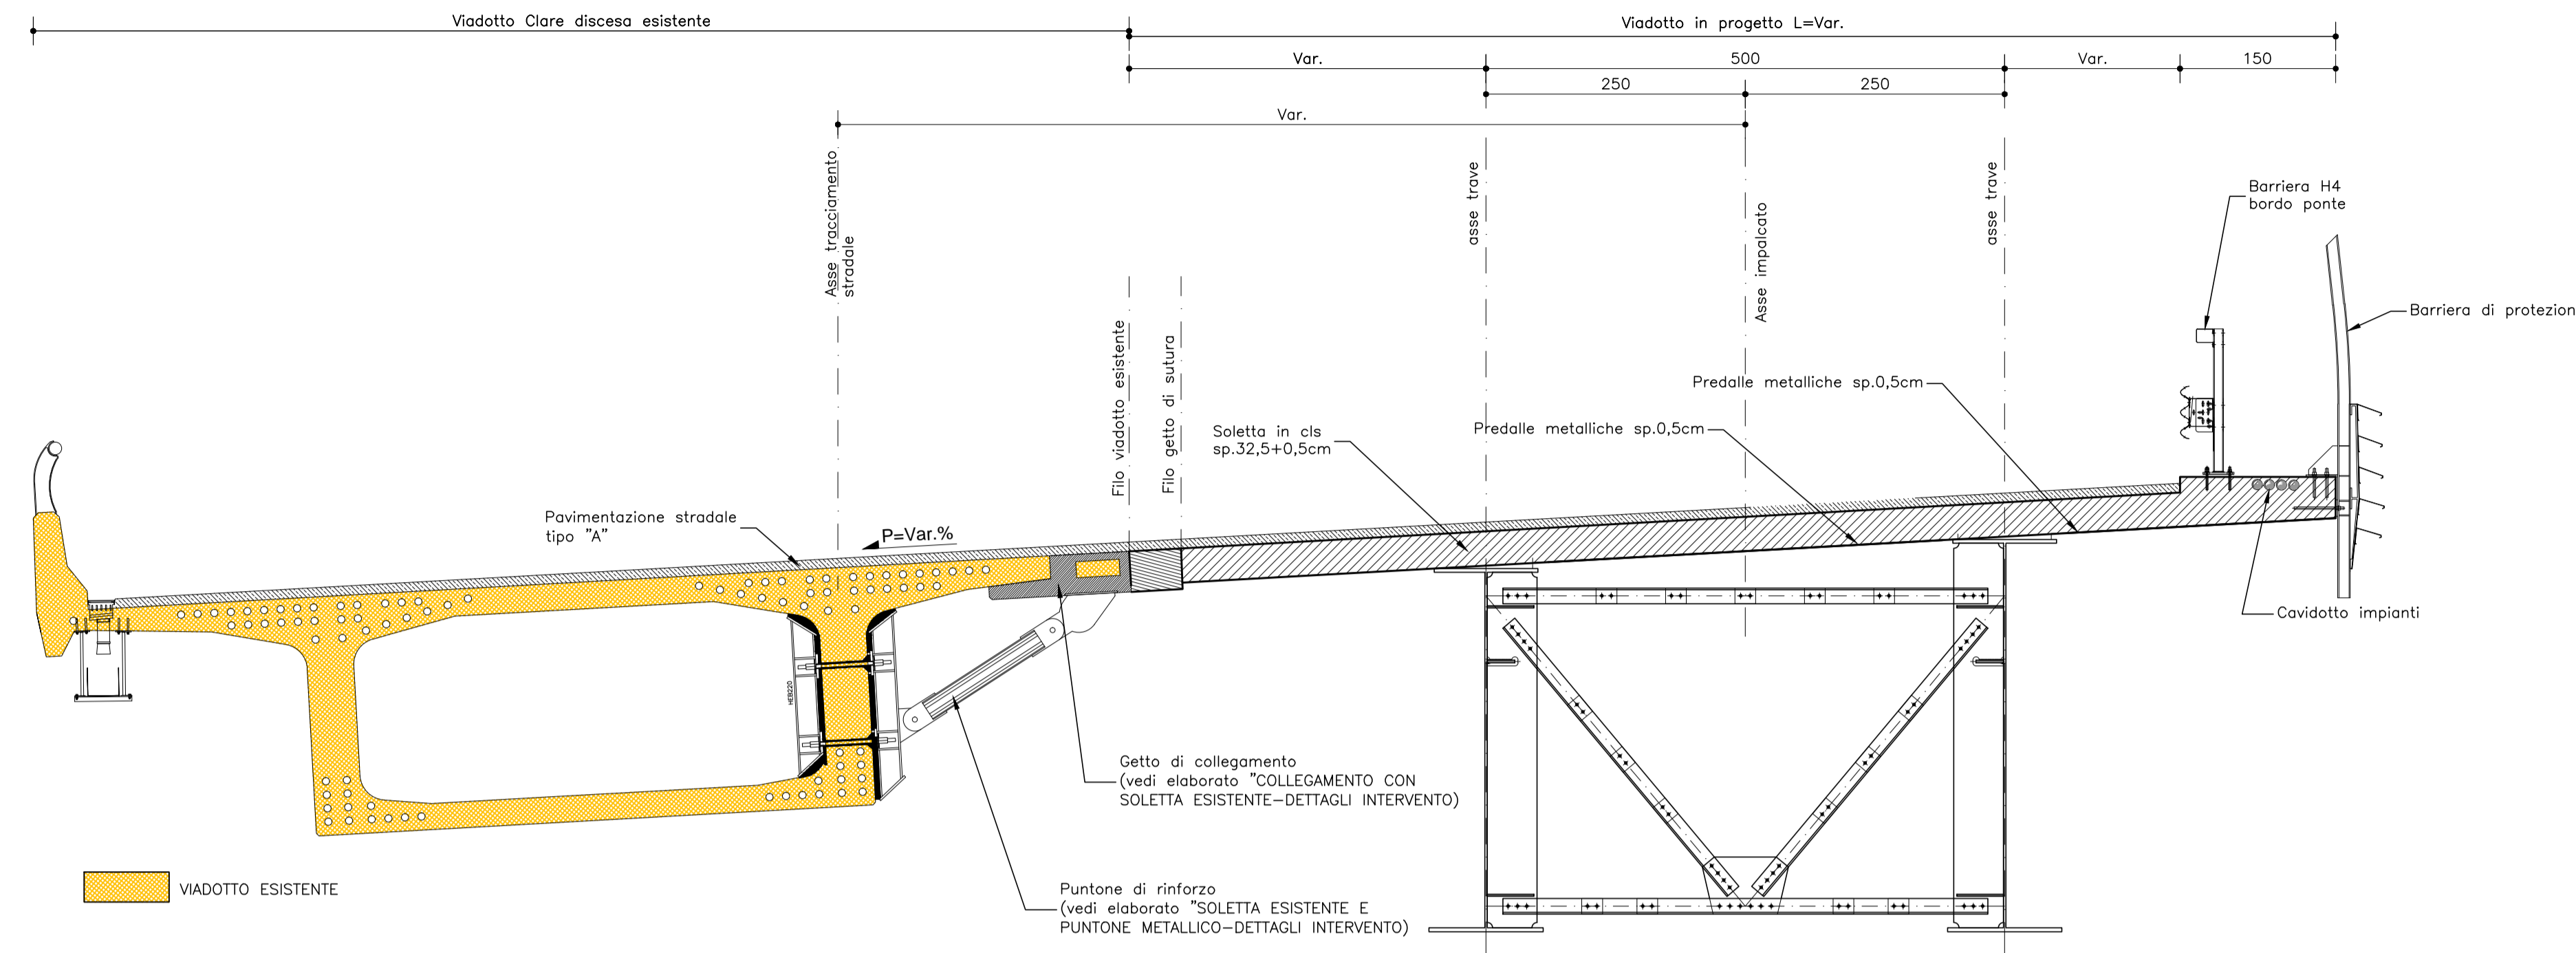 Viadotto Clare discesa esistente
Viadotto in progetto L=Var.
Var.
500
Var.
150
250
250
Var.
Asse tracciamento
stradale
asse trave
Asse impalcato
asse trave
Barriera H4
bordo ponte
Barriera di protezion
Filo viadotto esistente
Filo getto di sutura
Predalle metalliche sp.0,5cm
Predalle metalliche sp.0,5cm
Soletta in cls
sp.32,5+0,5cm
Pavimentazione stradale
tipo "A"
P=Var.%
Cavidotto impianti
HEB220
Getto di collegamento
(vedi elaborato "COLLEGAMENTO CON
SOLETTA ESISTENTE-DETTAGLI INTERVENTO)
VIADOTTO ESISTENTE
Puntone di rinforzo
(vedi elaborato "SOLETTA ESISTENTE E
PUNTONE METALLICO-DETTAGLI INTERVENTO)